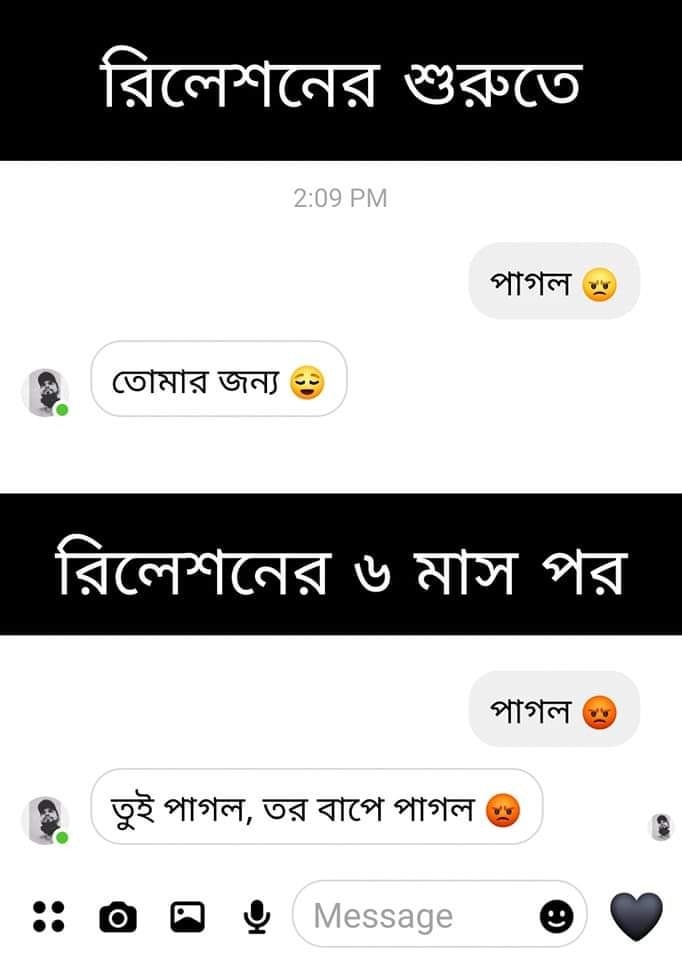 রিলেশনের শুরুতে
2:09 PM
পাগল 😠
তোমার জন্য 😌
রিলেশনের ৬ মাস পর
পাগল 😡
তুই পাগল, তর বাপে পাগল 😡
Message